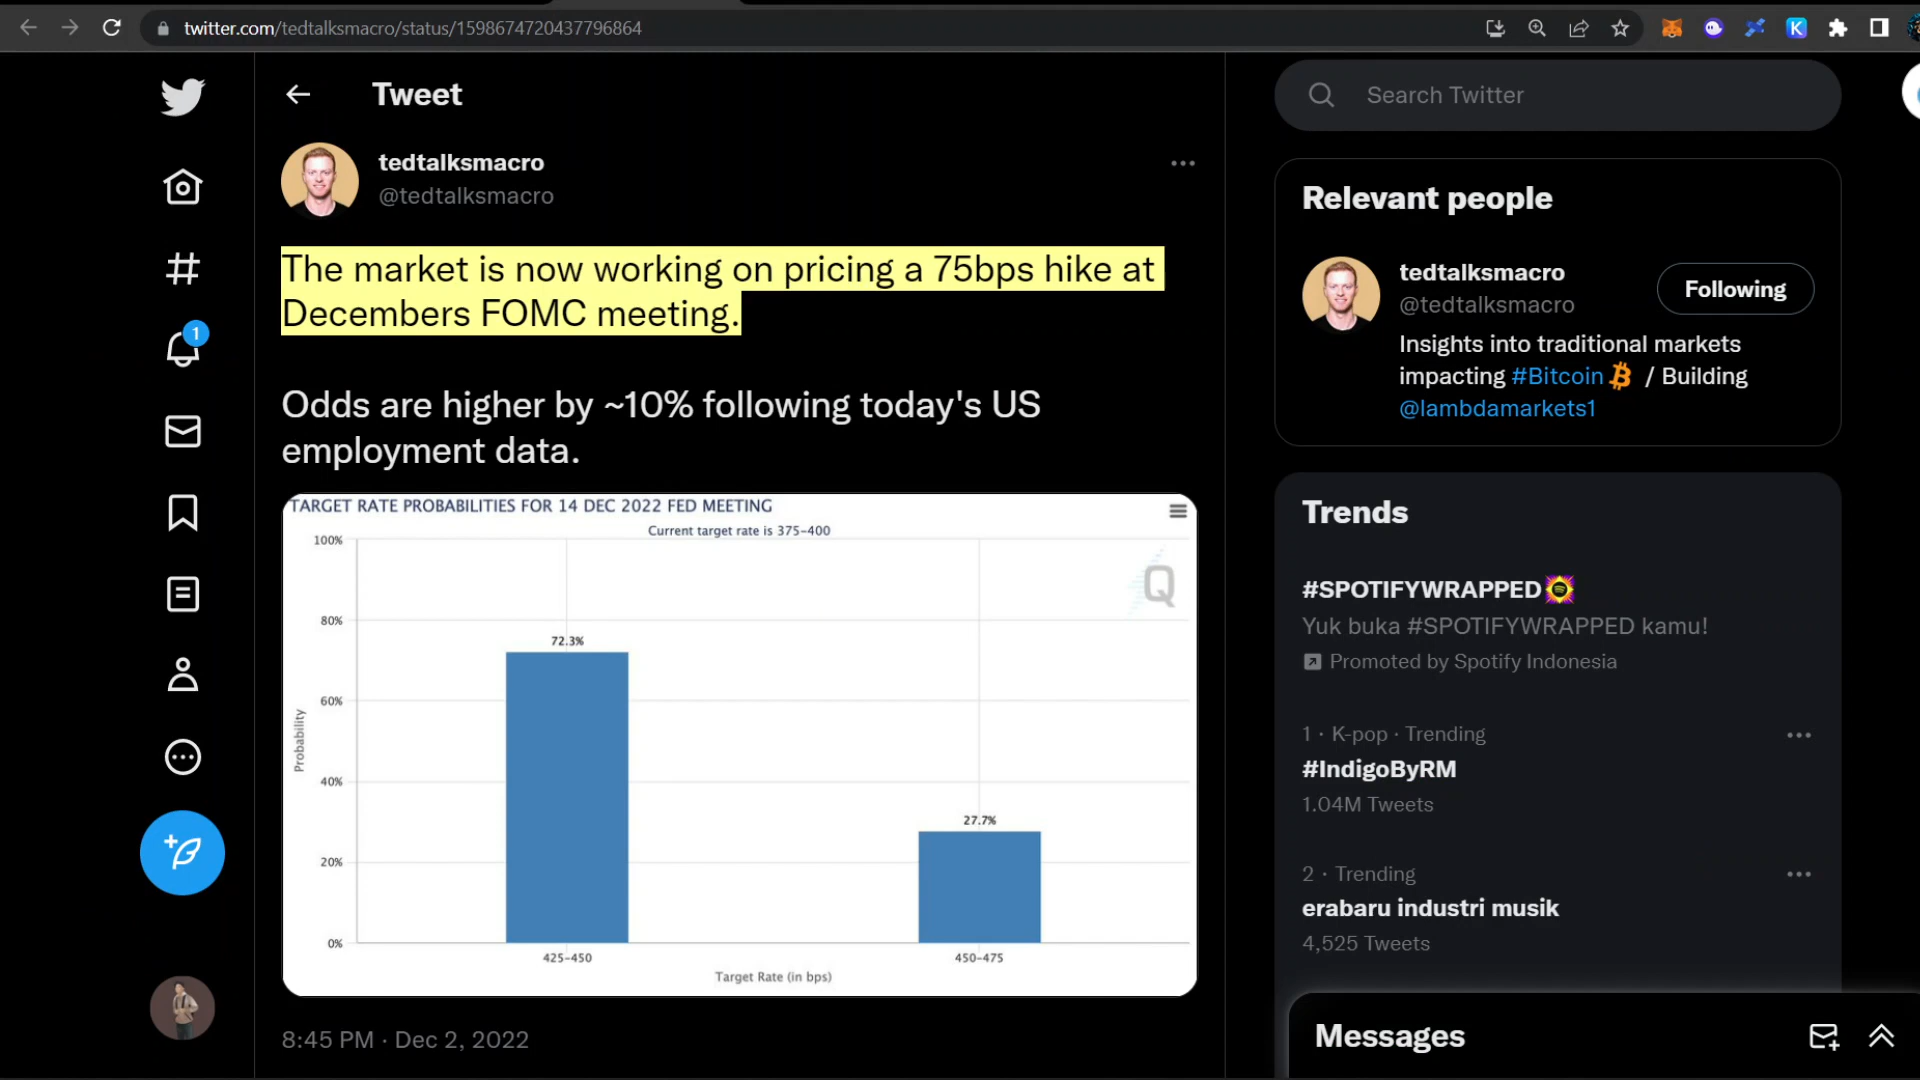 twitter.com/tedtalksmacro/status/1598674720437796864
K
Tweet
tedtalksmacro
@tedtalksmacro
The market is now working on pricing a 75bps hike at
Decembers FOMC meeting.
Odds are higher by ~10% following today's US
employment data.
TARGET RATE PROBABILITIES FOR 14 DEC 2022 FED MEETING
Current target rate is 375-400
Q
100%
80%
60%
40%
20%
0%
Probability
72.3%
27.7%
425-450
450-475
Target Rate (in bps)
8:45 PM · Dec 2, 2022
1
Search Twitter
Relevant people
tedtalksmacro
@tedtalksmacro
Following
Insights into traditional markets
impacting #Bitcoin / Building
@lambdamarkets1
Trends
#SPOTIFYWRAPPED
Yuk buka #SPOTIFYWRAPPED kamu!
Promoted by Spotify Indonesia
1 · K-pop · Trending
#IndigoByRM
1.04M Tweets
2 · Trending
erabaru industri musik
4,525 Tweets
Messages